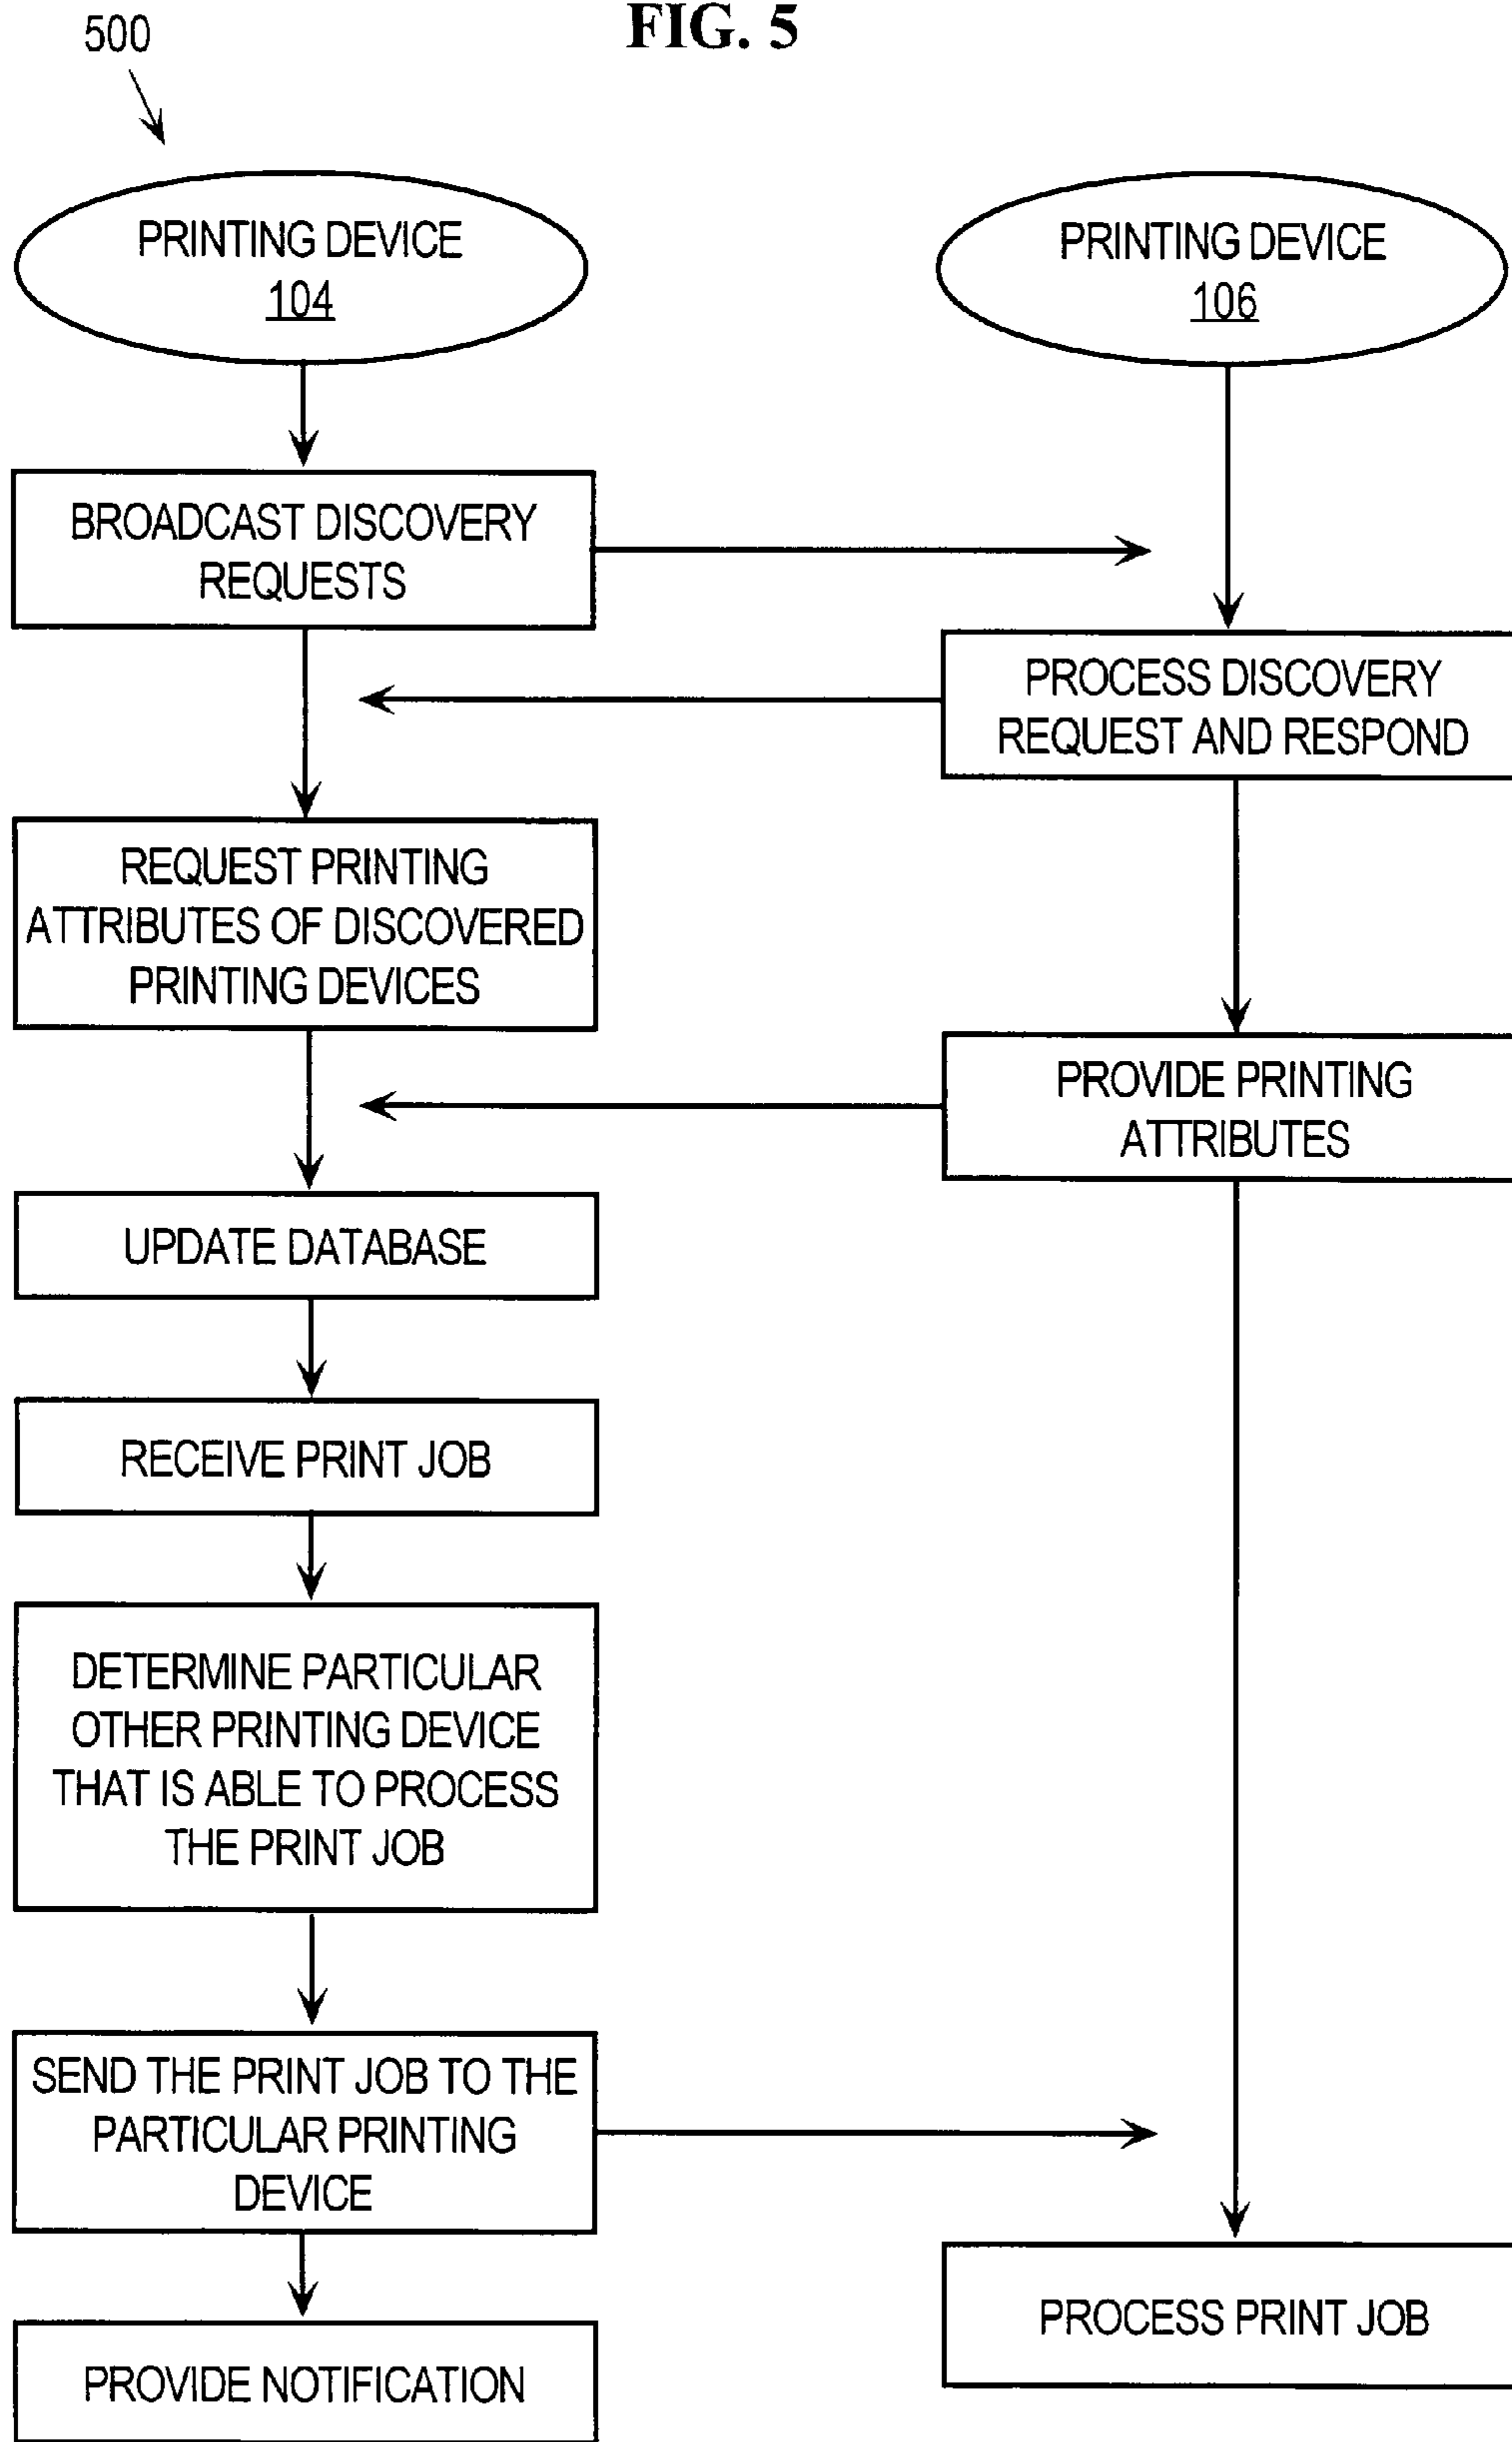 FIG. 5
500
PRINTING DEVICE
104
PRINTING DEVICE
106
BROADCAST DISCOVERY
REQUESTS
PROCESS DISCOVERY
REQUEST AND RESPOND
REQUEST PRINTING
ATTRIBUTES OF DISCOVERED
PRINTING DEVICES
PROVIDE PRINTING
ATTRIBUTES
UPDATE DATABASE
RECEIVE PRINT JOB
DETERMINE PARTICULAR
OTHER PRINTING DEVICE
THAT IS ABLE TO PROCESS
THE PRINT JOB
SEND THE PRINT JOB TO THE
PARTICULAR PRINTING
DEVICE
PROCESS PRINT JOB
PROVIDE NOTIFICATION